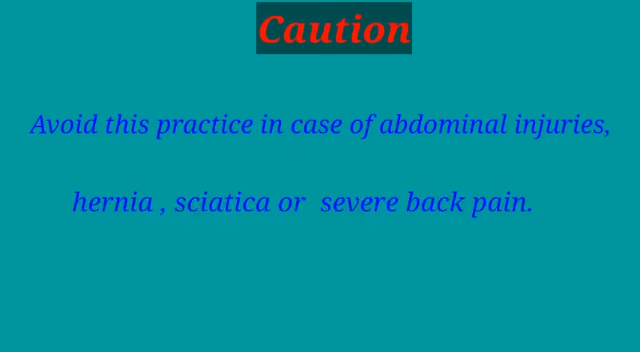 Caution
Avoid this practice in case of abdominal injuries,
hernia , sciatica or  severe back pain.